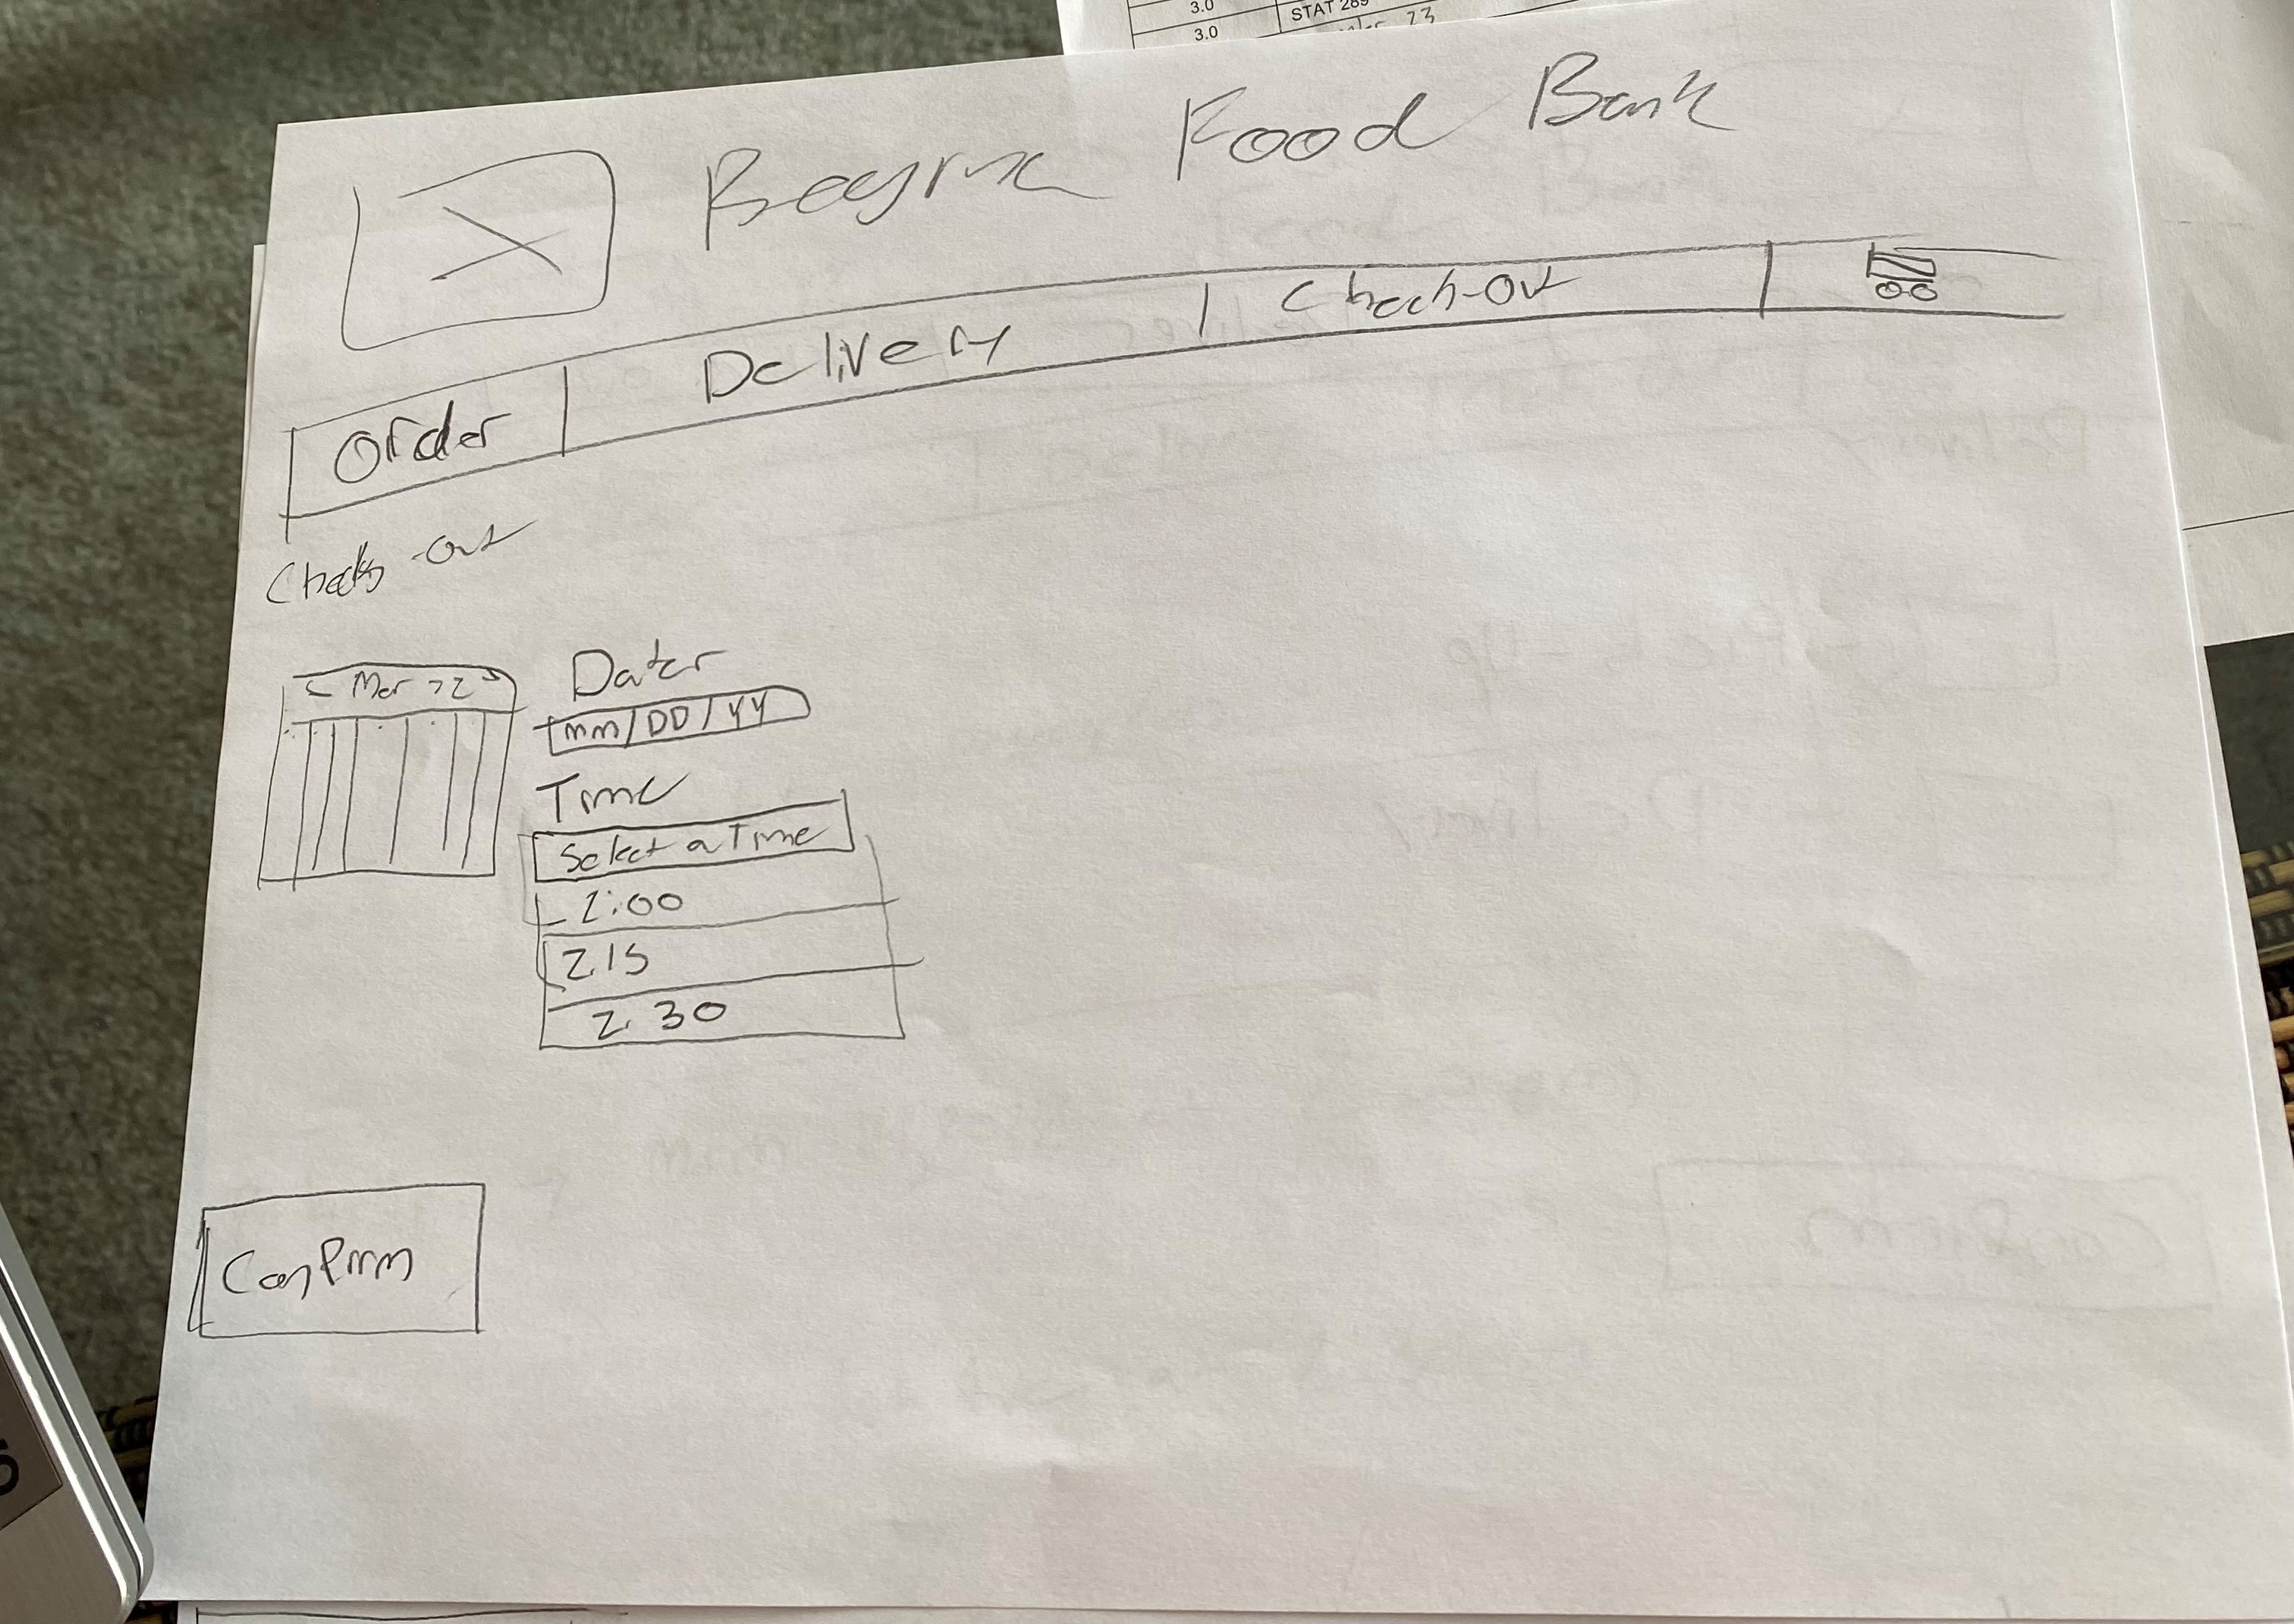 3.0 STAT 289
3.0 23
Regina Food Bank
Order Delivery Check-Out
Check-Out
< Mar 22 >
Date
mm/DD/YY
Time
Select a Time
2:00
2:15
2:30
Confirm